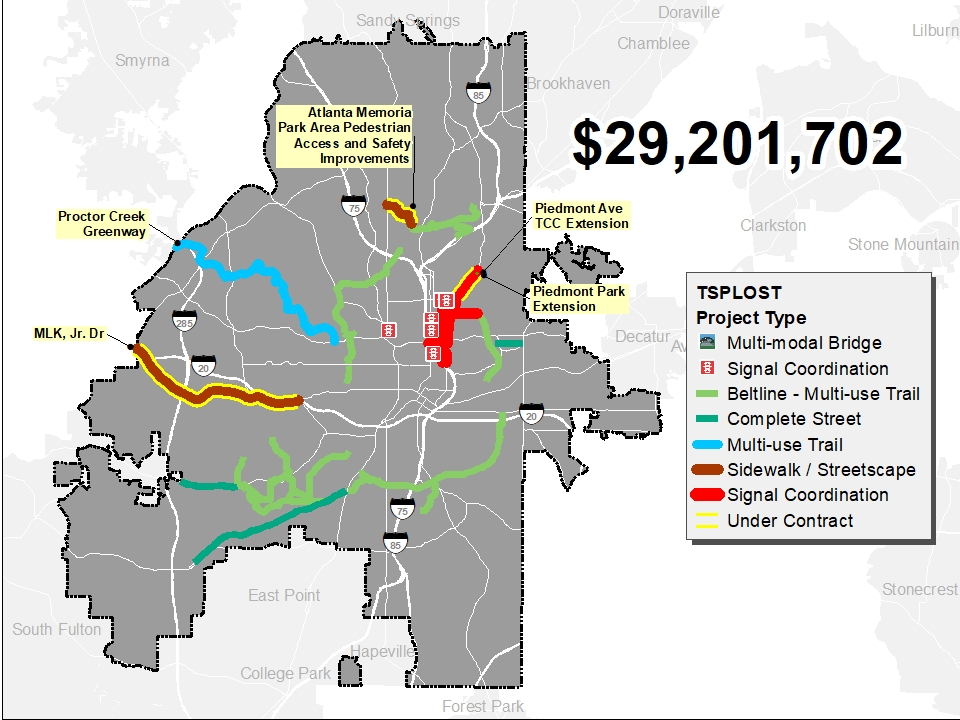 Sandy Springs
Doraville
Lilburn
Chamblee
Smyrna
Brookhaven
85
Atlanta Memoria
Park Area Pedestrian
Access and Safety
Improvements
$29,201,702
75
Proctor Creek
Greenway
Piedmont Ave
TCC Extension
Clarkston
Stone Mountain
Piedmont Park
Extension
285
MLK, Jr. Dr
Decatur
Av
20
20
TSPLOST
Project Type
Multi-modal Bridge
Signal Coordination
Beltline - Multi-use Trail
Complete Street
Multi-use Trail
Sidewalk / Streetscape
Signal Coordination
Under Contract
75
85
East Point
Stonecrest
South Fulton
Hapeville
College Park
Forest Park